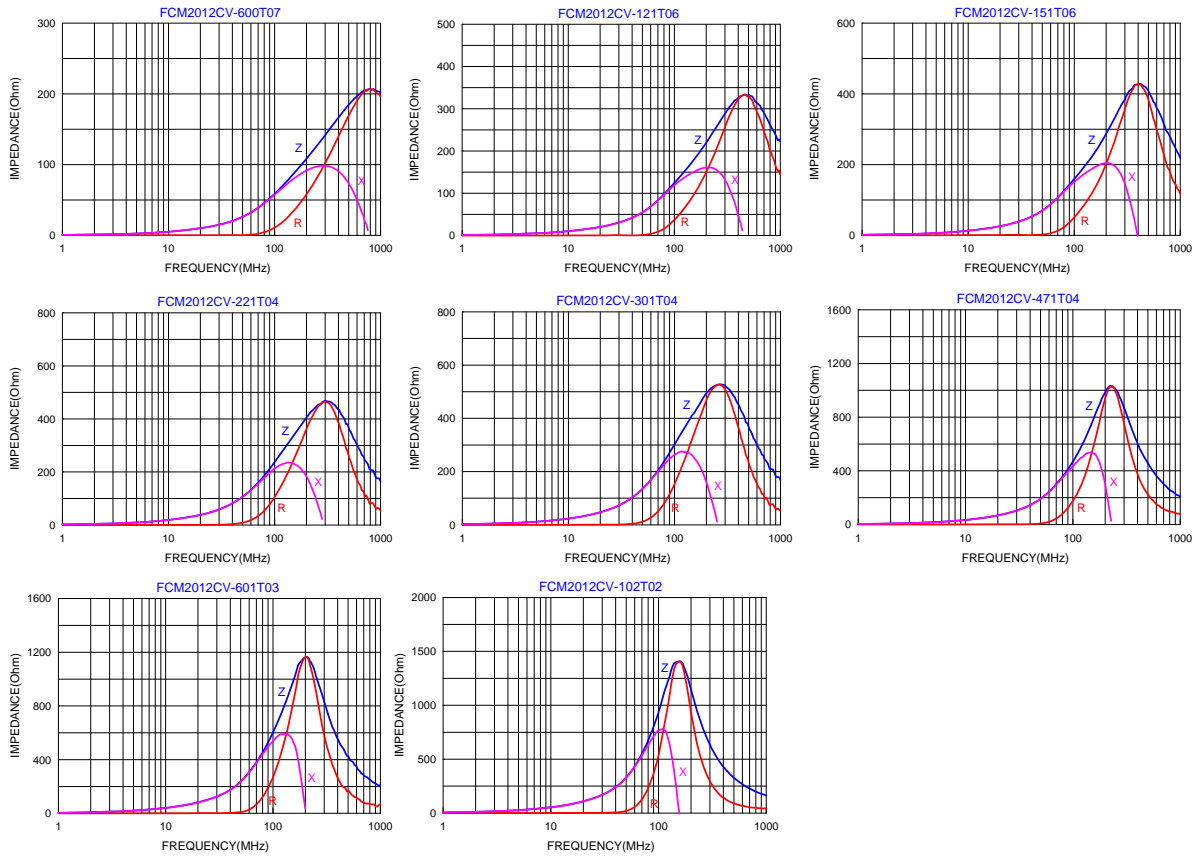 FCM2012CV-600T07
IMPEDANCE(Ohm)
300
200
100
0
Z
X
R
1
10
100
1000
FREQUENCY(MHz)
FCM2012CV-121T06
IMPEDANCE(Ohm)
500
400
300
200
100
0
Z
X
R
1
10
100
1000
FREQUENCY(MHz)
FCM2012CV-151T06
IMPEDANCE(Ohm)
600
400
200
0
Z
X
R
1
10
100
1000
FREQUENCY(MHz)
FCM2012CV-221T04
IMPEDANCE(Ohm)
800
600
400
200
0
Z
X
R
1
10
100
1000
FREQUENCY(MHz)
FCM2012CV-301T04
IMPEDANCE(Ohm)
800
600
400
200
0
Z
X
R
1
10
100
1000
FREQUENCY(MHz)
FCM2012CV-471T04
IMPEDANCE(Ohm)
1600
1200
800
400
0
Z
X
R
1
10
100
1000
FREQUENCY(MHz)
FCM2012CV-601T03
IMPEDANCE(Ohm)
1600
1200
800
400
0
Z
X
R
1
10
100
1000
FREQUENCY(MHz)
FCM2012CV-102T02
IMPEDANCE(Ohm)
2000
1500
1000
500
0
Z
X
R
1
10
100
1000
FREQUENCY(MHz)